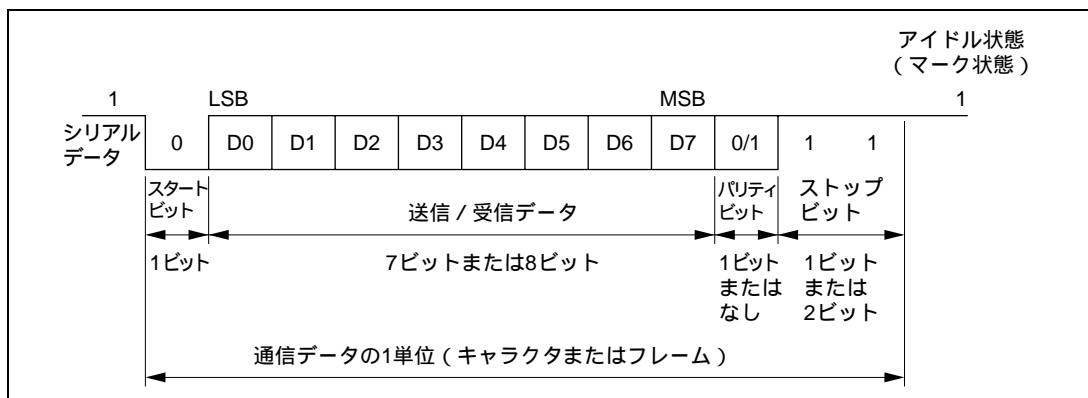 アイドル状態
（マーク状態）
1 LSB MSB 1
シリアル
データ
0 D0 D1 D2 D3 D4 D5 D6 D7 0/1 1 1
スタート
ビット
送信 / 受信データ
パリティ
ビット
ストップ
ビット
1ビット
7ビットまたは8ビット
1ビット
または
なし
1ビット
または
2ビット
通信データの1単位（キャラクタまたはフレーム）